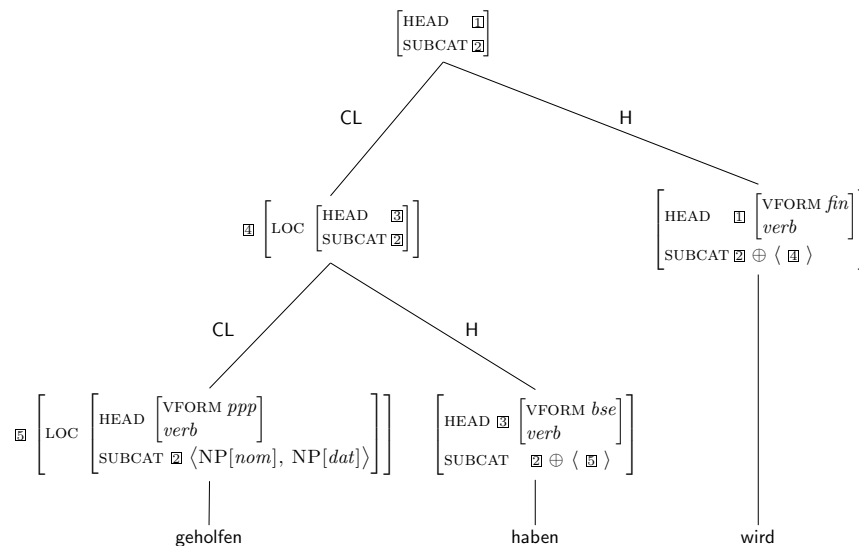 HEAD 1
SUBCAT 2
CL H
4 LOC HEAD 3
SUBCAT 2
HEAD 1 VFORM fin
verb
SUBCAT 2 ⊕ ⟨ 4 ⟩
CL H
5 LOC HEAD VFORM ppp
verb
SUBCAT 2 ⟨NP[nom], NP[dat]⟩
HEAD 3 VFORM bse
verb
SUBCAT 2 ⊕ ⟨ 5 ⟩
geholfen haben wird